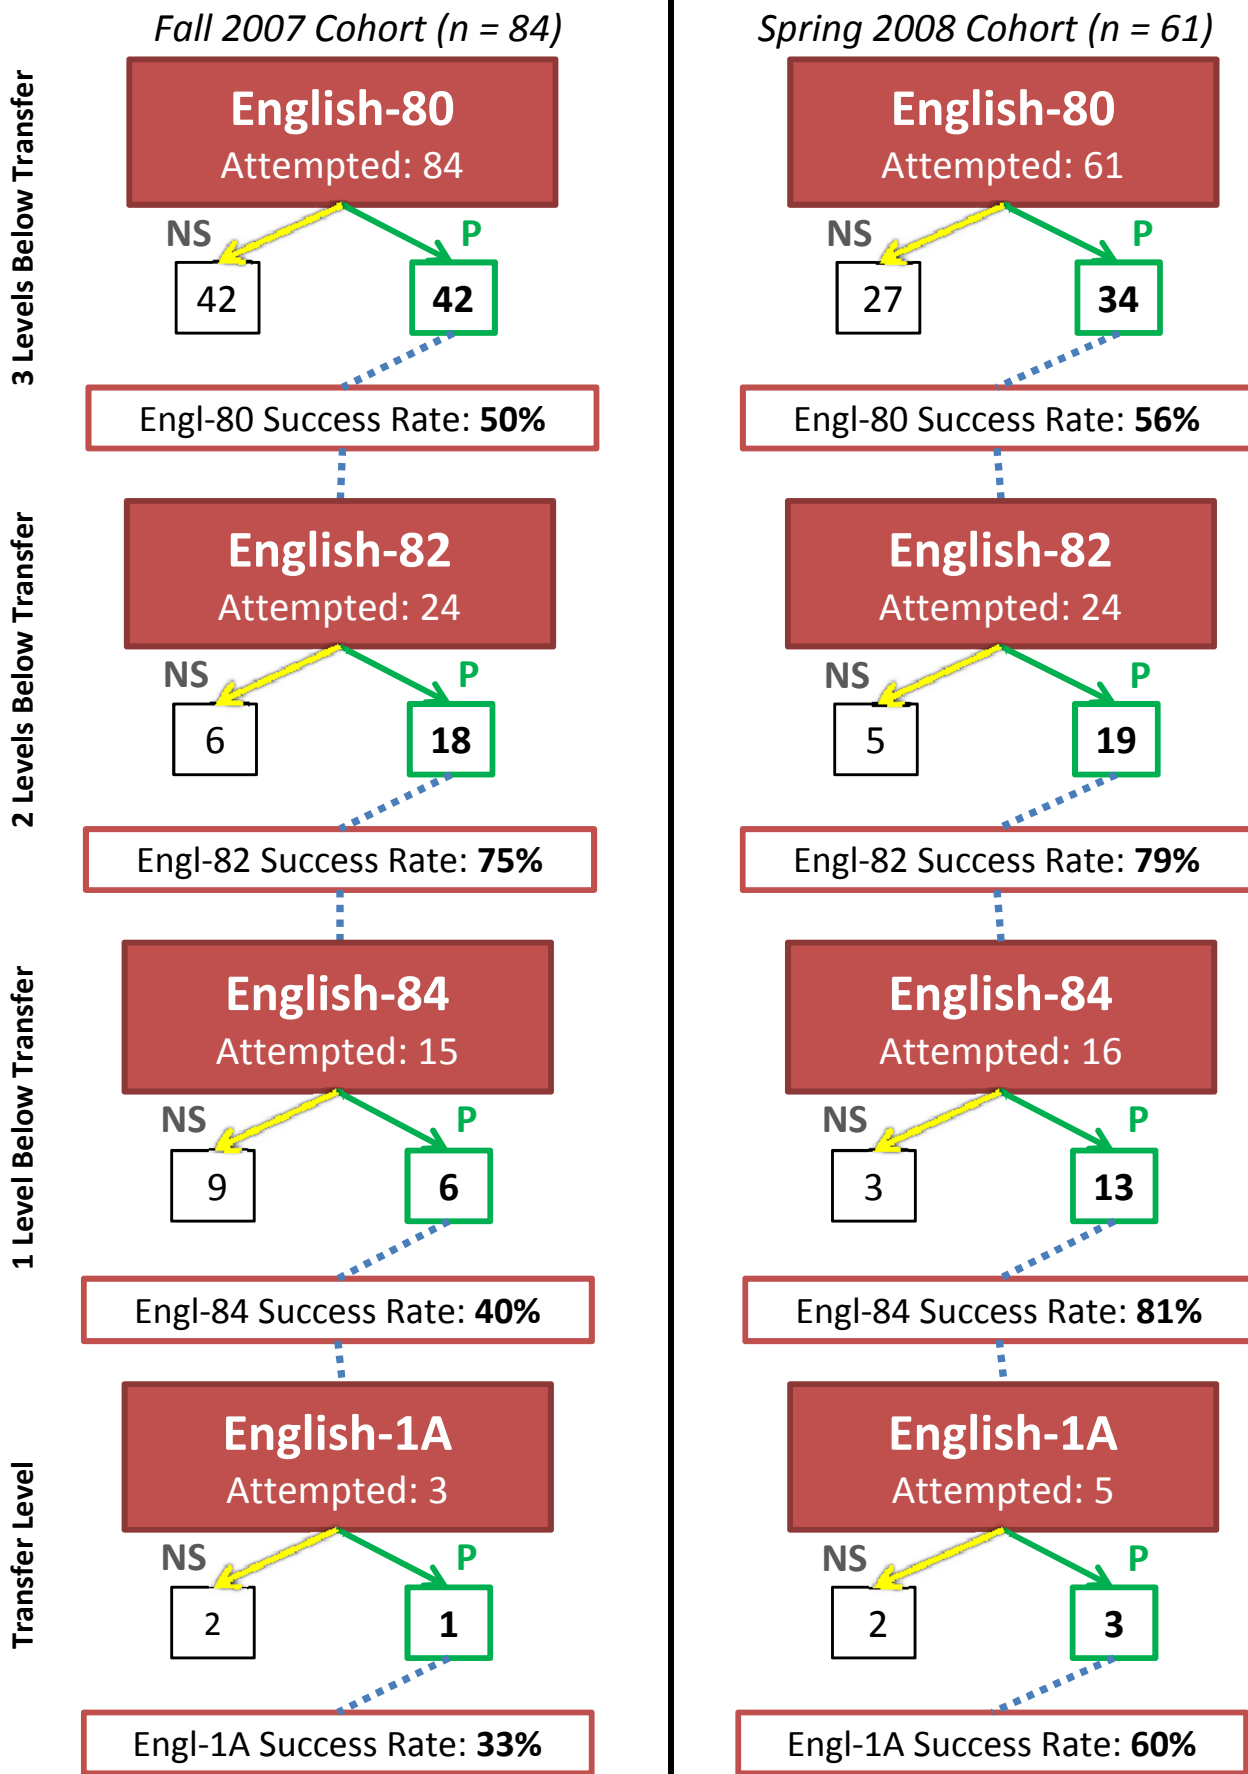 Fall 2007 Cohort (n = 84)
Spring 2008 Cohort (n = 61)
3 Levels Below Transfer
English-80
Attempted: 84
NS
P
42
42
Engl-80 Success Rate: 50%
English-80
Attempted: 61
NS
P
27
34
Engl-80 Success Rate: 56%
2 Levels Below Transfer
English-82
Attempted: 24
NS
P
6
18
Engl-82 Success Rate: 75%
English-82
Attempted: 24
NS
P
5
19
Engl-82 Success Rate: 79%
1 Level Below Transfer
English-84
Attempted: 15
NS
P
9
6
Engl-84 Success Rate: 40%
English-84
Attempted: 16
NS
P
3
13
Engl-84 Success Rate: 81%
Transfer Level
English-1A
Attempted: 3
NS
P
2
1
Engl-1A Success Rate: 33%
English-1A
Attempted: 5
NS
P
2
3
Engl-1A Success Rate: 60%